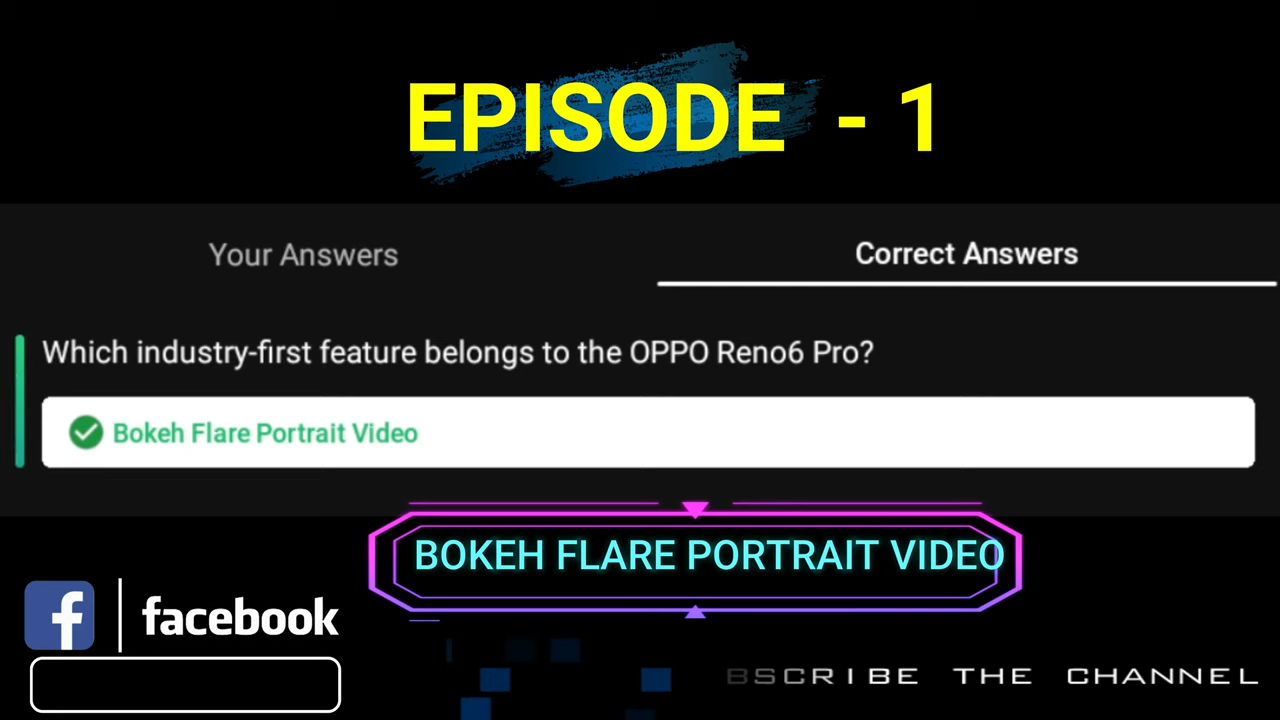 EPISODE - 1
Your Answers
Correct Answers
Which industry-first feature belongs to the OPPO Reno6 Pro?
Bokeh Flare Portrait Video
BOKEH FLARE PORTRAIT VIDEO
f
facebook
BSCRIBE THE CHANNEL